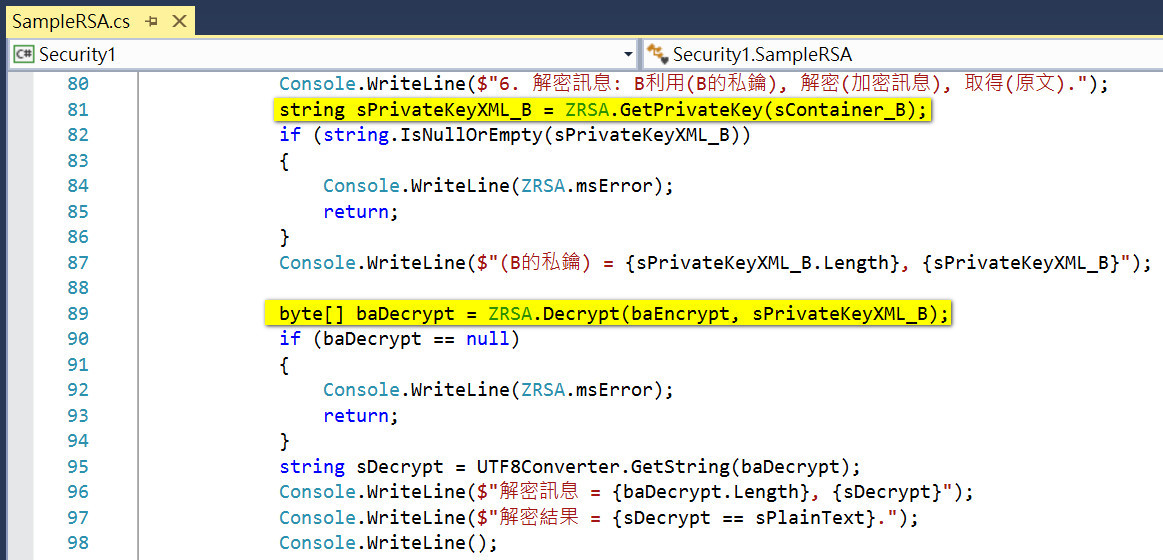 SampleRSA.cs
C# Security1 Security1.SampleRSA
80 Console.WriteLine($"6. 解密訊息: B利用(B的私鑰), 解密(加密訊息), 取得(原文).");
81 string sPrivateKeyXML_B = ZRSA.GetPrivateKey(sContainer_B);
82 if (string.IsNullOrEmpty(sPrivateKeyXML_B))
83 {
84 Console.WriteLine(ZRSA.msError);
85 return;
86 }
87 Console.WriteLine($"(B的私鑰) = {sPrivateKeyXML_B.Length}, {sPrivateKeyXML_B}");
88
89 byte[] baDecrypt = ZRSA.Decrypt(baEncrypt, sPrivateKeyXML_B);
90 if (baDecrypt == null)
91 {
92 Console.WriteLine(ZRSA.msError);
93 return;
94 }
95 string sDecrypt = UTF8Converter.GetString(baDecrypt);
96 Console.WriteLine($"解密訊息 = {baDecrypt.Length}, {sDecrypt}");
97 Console.WriteLine($"解密結果 = {sDecrypt == sPlainText}.");
98 Console.WriteLine();